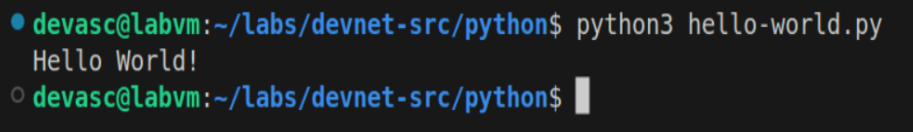 devasc@labvm:~/labs/devnet-src/python$ python3 hello-world.py
Hello World!
devasc@labvm:~/labs/devnet-src/python$